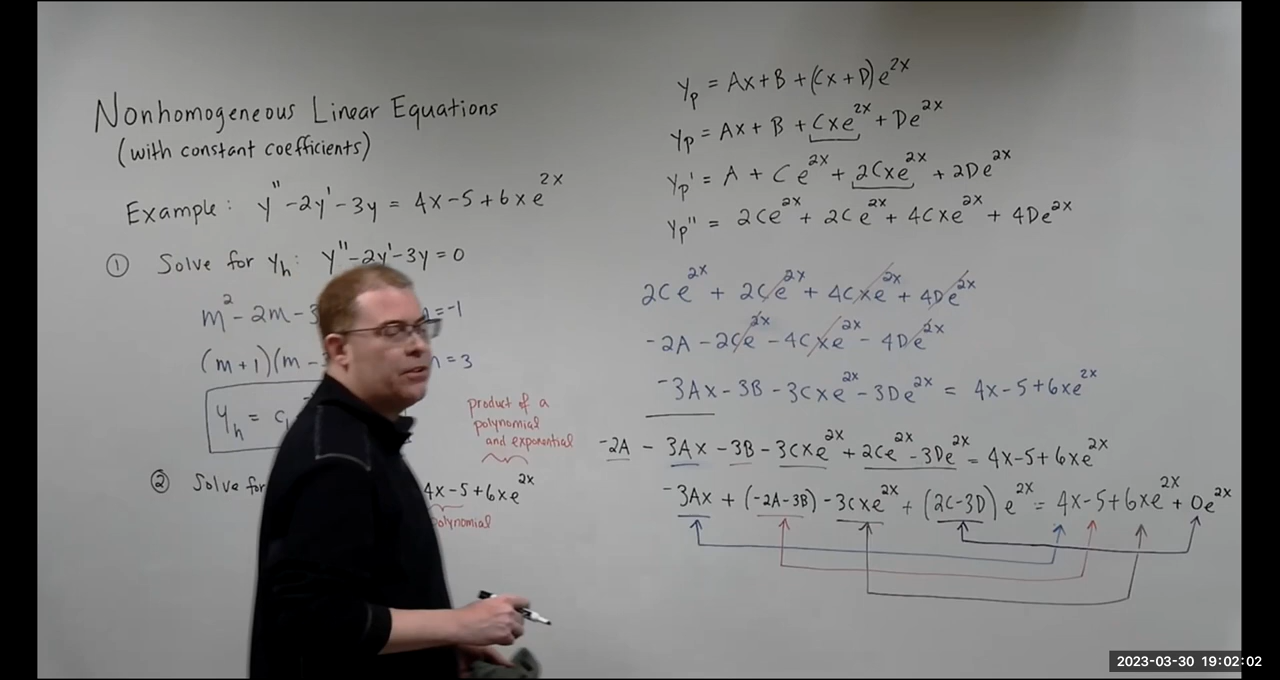 Nonhomogeneous Linear Equations
(with constant coefficients)
Example: y'' - 2y' - 3y = 4x - 5 + 6xe^{2x}
① Solve for y_h: y'' - 2y' - 3y = 0
m^2 - 2m - 3 = -1
(m+1)(m - = 3
y_h = c_1
② Solve for 4x - 5 + 6xe^{2x}
product of a
polynomial
and exponential
polynomial
y_p = Ax + B + (Cx + D)e^{2x}
y_p = Ax + B + Cxe^{2x} + De^{2x}
y_p' = A + Ce^{2x} + 2Cxe^{2x} + 2De^{2x}
y_p'' = 2Ce^{2x} + 2Ce^{2x} + 4Cxe^{2x} + 4De^{2x}
2Ce^{2x} + 2Ce^{2x} + 4Cxe^{2x} + 4De^{2x}
-2A - 2Ce^{2x} - 4Cxe^{2x} - 4De^{2x}
-3Ax - 3B - 3Cxe^{2x} - 3De^{2x} = 4x - 5 + 6xe^{2x}
-2A - 3Ax - 3B - 3Cxe^{2x} + 2Ce^{2x} - 3De^{2x} = 4x - 5 + 6xe^{2x}
-3Ax + (-2A - 3B) - 3Cxe^{2x} + (2C - 3D)e^{2x} = 4x - 5 + 6xe^{2x} + 0e^{2x}
2023-03-30 19:02:02